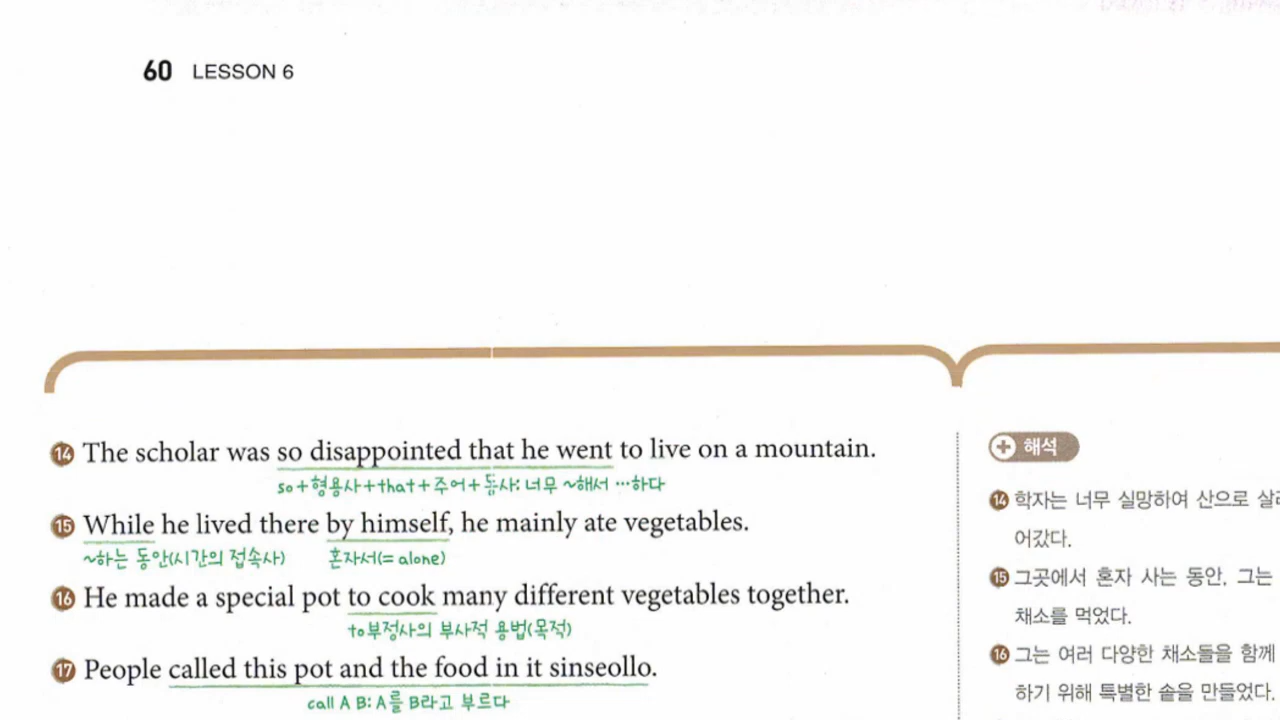 60 LESSON 6
14 The scholar was so disappointed that he went to live on a mountain.
so+형용사+that+주어+동사: 너무 ~해서 …하다
15 While he lived there by himself, he mainly ate vegetables.
~하는 동안(시간의 접속사) 혼자서(= alone)
16 He made a special pot to cook many different vegetables together.
to부정사의 부사적 용법(목적)
17 People called this pot and the food in it sinseollo.
call A B: A를 B라고 부르다
해석
14 학자는 너무 실망하여 산으로
어갔다.
15 그곳에서 혼자 사는 동안, 그는
채소를 먹었다.
16 그는 여러 다양한 채소들을 함께
하기 위해 특별한 솥을 만들었다.